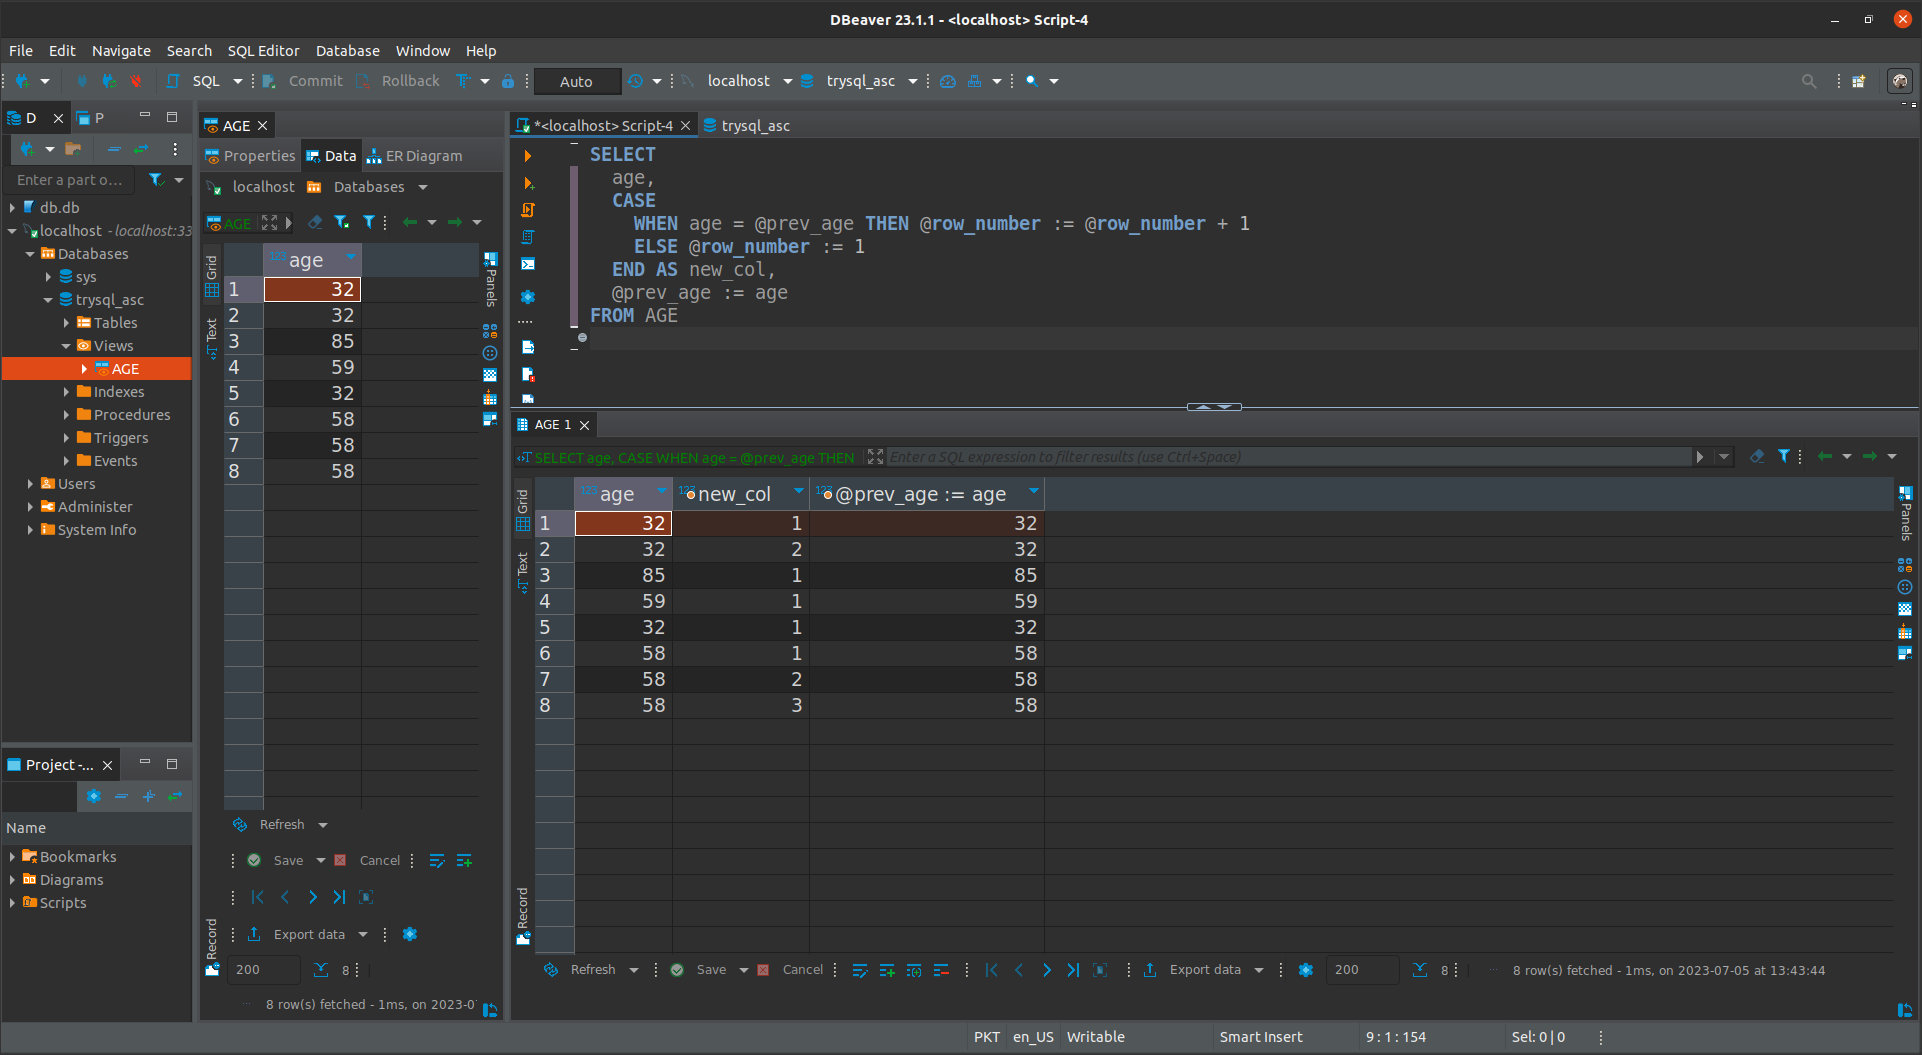 DBeaver 23.1.1 - <localhost> Script-4
File Edit Navigate Search SQL Editor Database Window Help
SQL Commit Rollback Auto localhost trysql_asc
D P
Enter a part o...
db.db
localhost - localhost:33
Databases
sys
trysql_asc
Tables
Views
AGE
Indexes
Procedures
Triggers
Events
Users
Administer
System Info
Project -...
Name
Bookmarks
Diagrams
Scripts
AGE
Properties Data ER Diagram
localhost Databases
AGE
Grid
Text
Record
Panels
123 age
1 32
2 32
3 85
4 59
5 32
6 58
7 58
8 58
Refresh
Save Cancel
Export data
200 8
8 row(s) fetched - 1ms, on 2023-0
*<localhost> Script-4 trysql_asc
SELECT
age,
CASE
WHEN age = @prev_age THEN @row_number := @row_number + 1
ELSE @row_number := 1
END AS new_col,
@prev_age := age
FROM AGE
AGE 1
SELECT age, CASE WHEN age = @prev_age THEN Enter a SQL expression to filter results (use Ctrl+Space)
Grid
Text
Record
Panels
123 age 123 new_col 123 @prev_age := age
1 32 1 32
2 32 2 32
3 85 1 85
4 59 1 59
5 32 1 32
6 58 1 58
7 58 2 58
8 58 3 58
Refresh Save Cancel Export data 200 8 8 row(s) fetched - 1ms, on 2023-07-05 at 13:43:44
PKT en_US Writable Smart Insert 9 : 1 : 154 Sel: 0 | 0